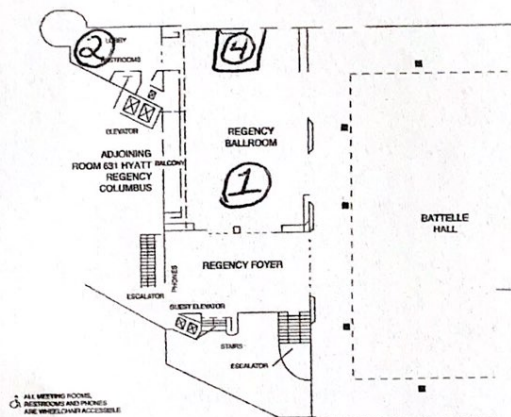 2
LOBBY
RESTROOMS
4
ELEVATOR
REGENCY
BALLROOM
ADJOINING
ROOM 631 HYATT
REGENCY
COLUMBUS
BALCONY
1
BATTELLE
HALL
REGENCY FOYER
ESCALATOR
PHONES
GUEST ELEVATOR
STAIRS
ESCALATOR
* ALL MEETING ROOMS,
RESTROOMS AND PHONES
ARE WHEELCHAIR ACCESSIBLE